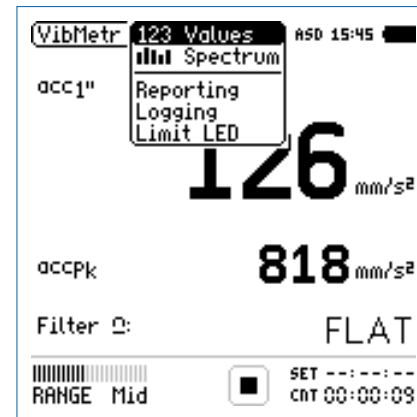 VibMetr 123 Values ASD 15:45
Spectrum
acc1" Reporting
Logging
Limit LED
126 mm/s²
accPk 818 mm/s²
Filter Ω: FLAT
SET --:--:--
RANGE Mid CNT 00:00:09